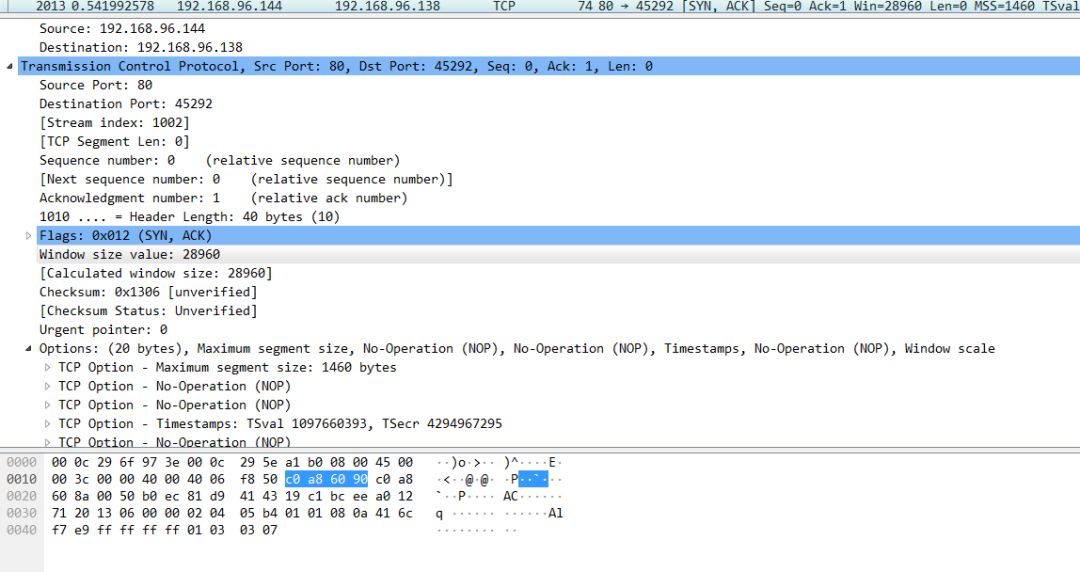 2013 0.541992578 192.168.96.144 192.168.96.138 TCP 74 80 → 45292 [SYN, ACK] Seq=0 Ack=1 Win=28960 Len=0 MSS=1460 TSval
Source: 192.168.96.144
Destination: 192.168.96.138
Transmission Control Protocol, Src Port: 80, Dst Port: 45292, Seq: 0, Ack: 1, Len: 0
Source Port: 80
Destination Port: 45292
[Stream index: 1002]
[TCP Segment Len: 0]
Sequence number: 0 (relative sequence number)
[Next sequence number: 0 (relative sequence number)]
Acknowledgment number: 1 (relative ack number)
1010 .... = Header Length: 40 bytes (10)
Flags: 0x012 (SYN, ACK)
Window size value: 28960
[Calculated window size: 28960]
Checksum: 0x1306 [unverified]
[Checksum Status: Unverified]
Urgent pointer: 0
Options: (20 bytes), Maximum segment size, No-Operation (NOP), No-Operation (NOP), Timestamps, No-Operation (NOP), Window scale
TCP Option - Maximum segment size: 1460 bytes
TCP Option - No-Operation (NOP)
TCP Option - No-Operation (NOP)
TCP Option - Timestamps: TSval 1097660393, TSecr 4294967295
TCP Option - No-Operation (NOP)
0000 00 0c 29 6f 97 3e 00 0c 29 5e a1 b0 08 00 45 00 ··)o·>·· )^····E·
0010 00 3c 00 00 40 00 40 06 f8 50 c0 a8 60 90 c0 a8 ·<··@·@· ·P··`···
0020 60 8a 00 50 b0 ec 81 d9 41 43 19 c1 bc ee a0 12 `··P···· AC······
0030 71 20 13 06 00 00 02 04 05 b4 01 01 08 0a 41 6c q ······ ······Al
0040 f7 e9 ff ff ff ff 01 03 03 07 ········ ··